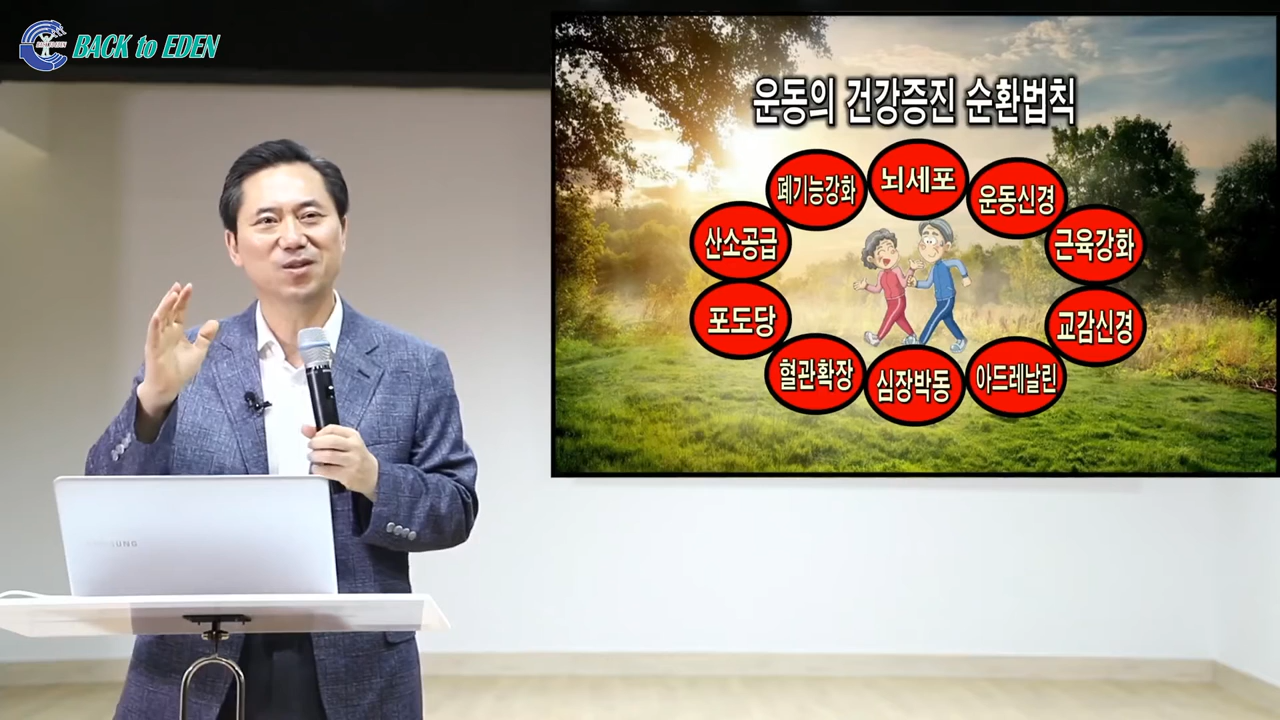 BACK to EDEN
운동의 건강증진 순환법칙
뇌세포
운동신경
근육강화
교감신경
아드레날린
심장박동
혈관확장
포도당
산소공급
폐기능강화